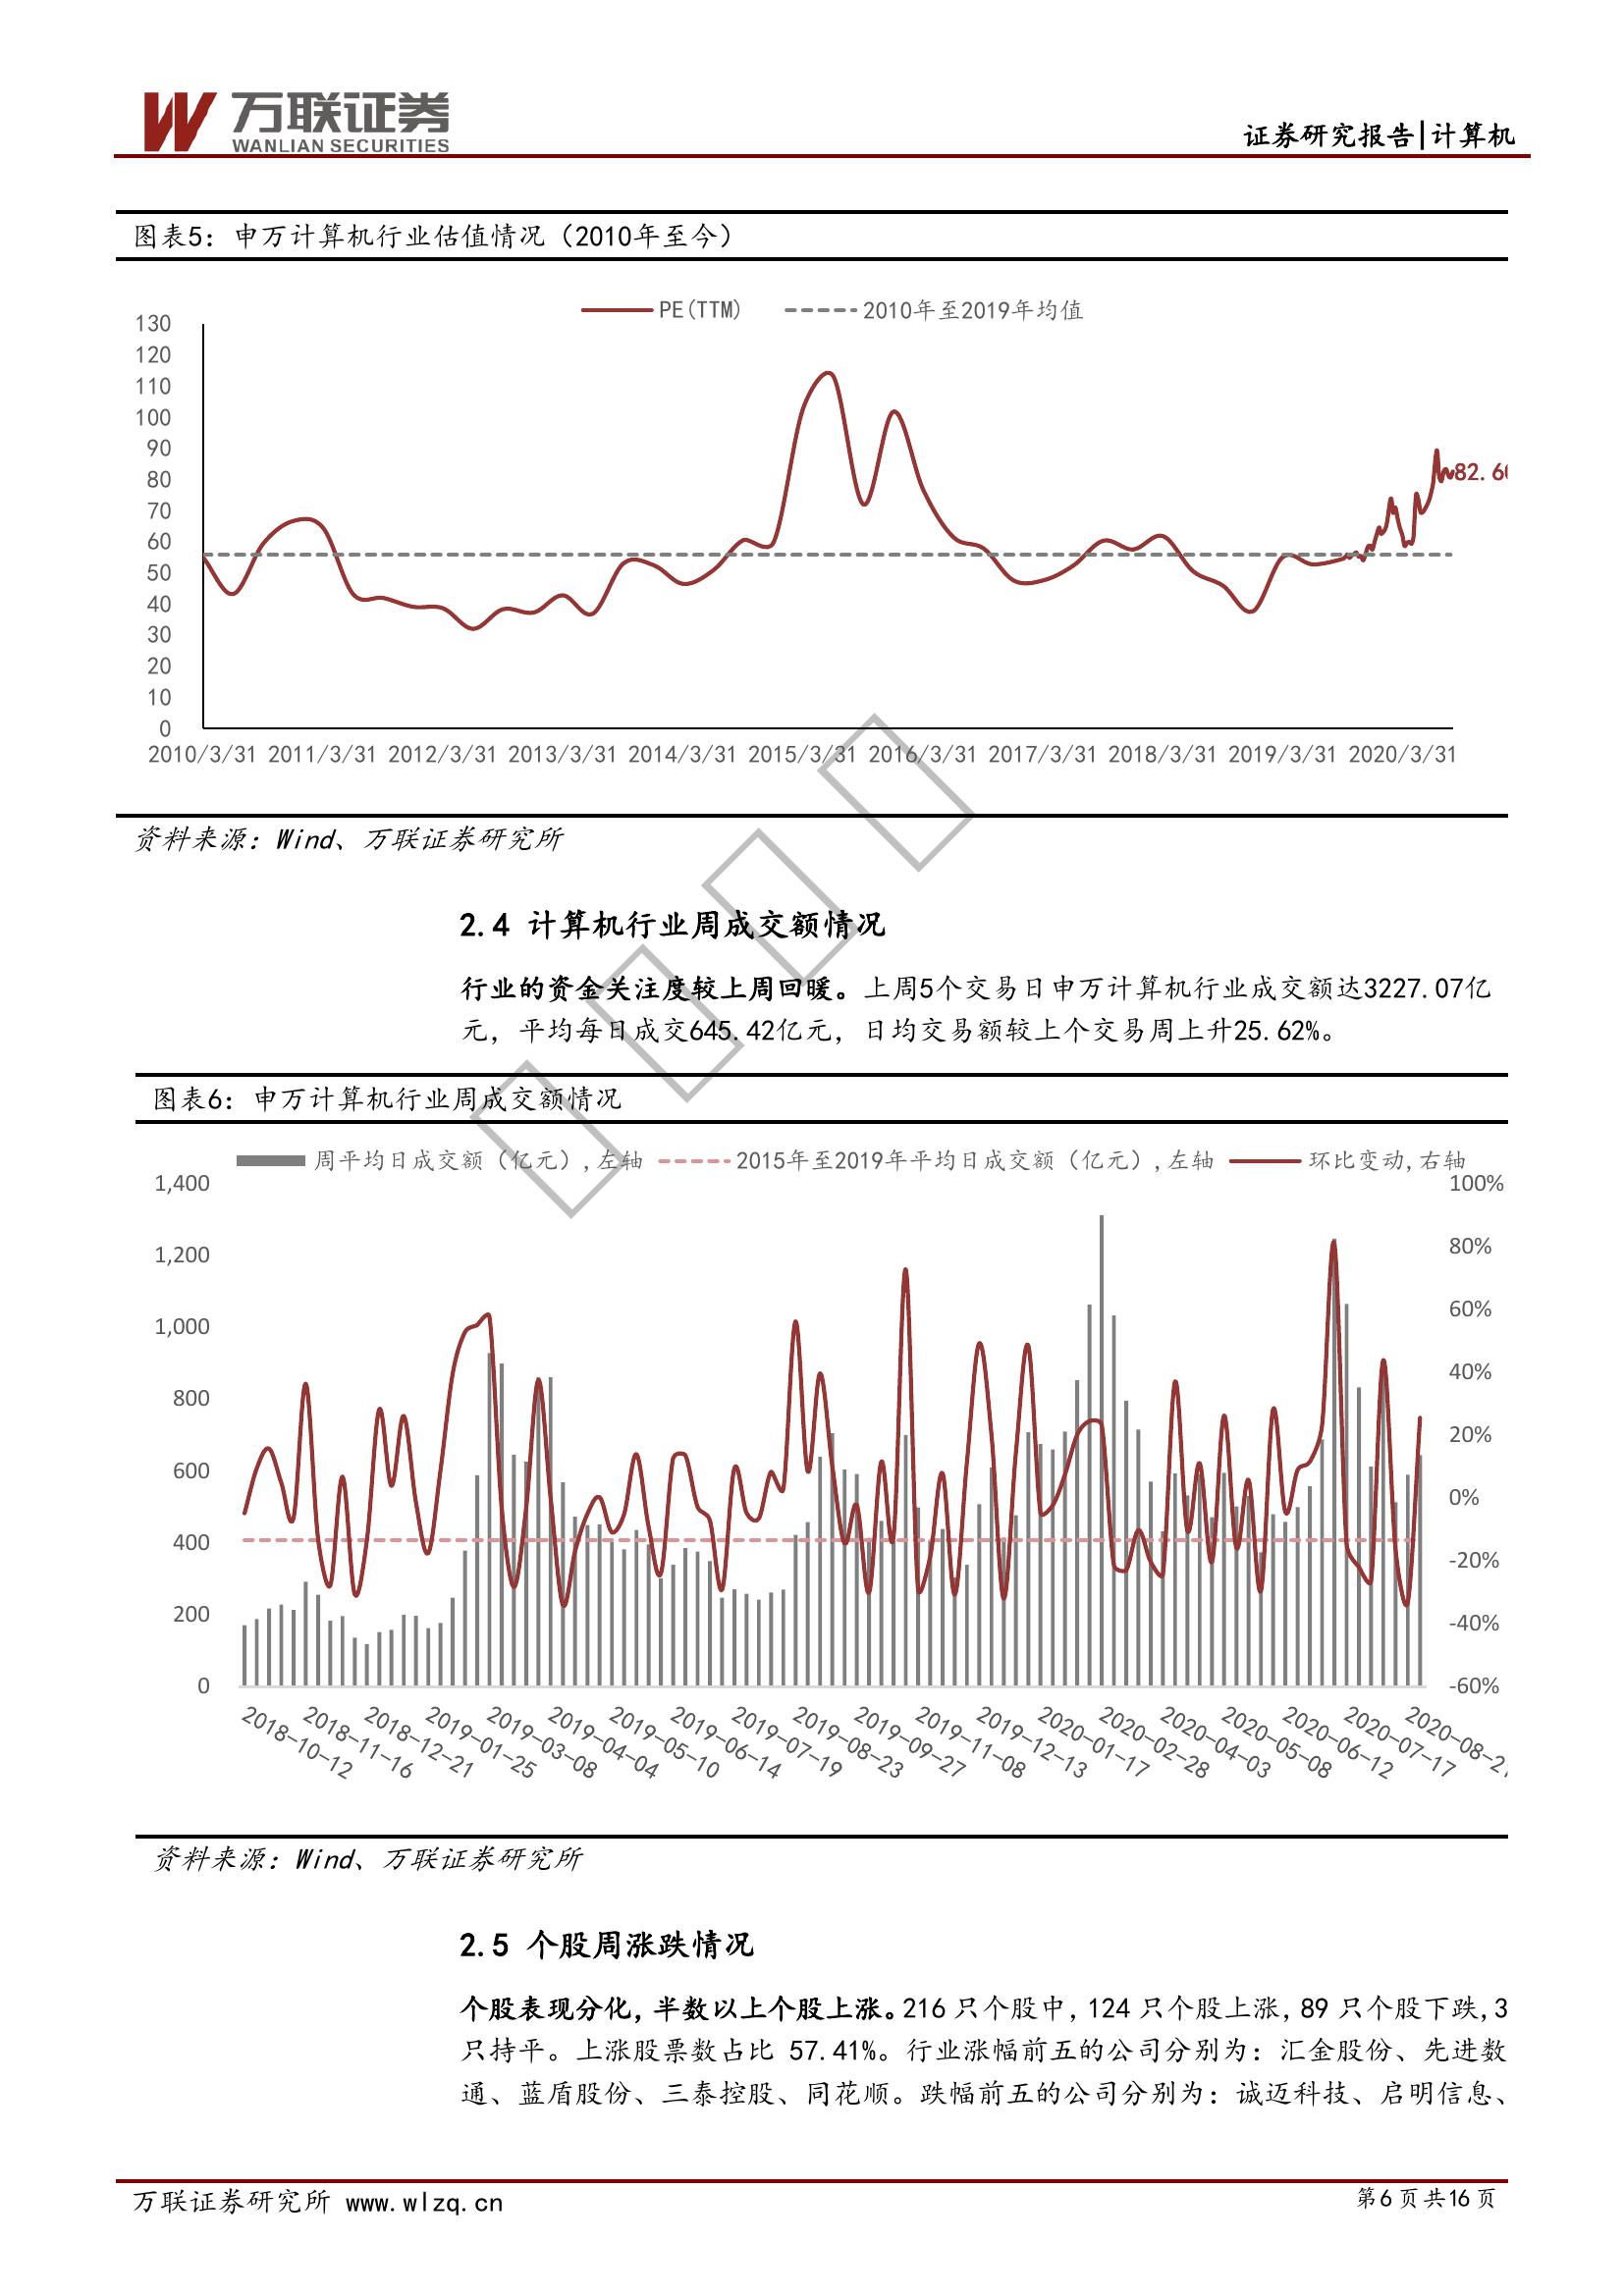 万联证券
WANLIAN SECURITIES
证券研究报告|计算机
图表5：申万计算机行业估值情况（2010年至今）
PE(TTM) 2010年至2019年均值
130
120
110
100
90
80
70
60
50
40
30
20
10
0
82.6
2010/3/31 2011/3/31 2012/3/31 2013/3/31 2014/3/31 2015/3/31 2016/3/31 2017/3/31 2018/3/31 2019/3/31 2020/3/31
资料来源：Wind、万联证券研究所
2.4 计算机行业周成交额情况
行业的资金关注度较上周回暖。上周5个交易日申万计算机行业成交额达3227.07亿
元，平均每日成交645.42亿元，日均交易额较上个交易周上升25.62%。
图表6：申万计算机行业周成交额情况
周平均日成交额（亿元）,左轴 2015年至2019年平均日成交额（亿元）,左轴 环比变动,右轴
1,400
1,200
1,000
800
600
400
200
0
100%
80%
60%
40%
20%
0%
-20%
-40%
-60%
2018-10-12 2018-11-16 2018-12-21 2019-01-25 2019-03-08 2019-04-04 2019-05-10 2019-06-14 2019-07-19 2019-08-23 2019-09-27 2019-11-08 2019-12-13 2020-01-17 2020-02-28 2020-04-03 2020-05-08 2020-06-12 2020-07-17 2020-08-2
资料来源：Wind、万联证券研究所
2.5 个股周涨跌情况
个股表现分化，半数以上个股上涨。216 只个股中，124 只个股上涨，89 只个股下跌，3
只持平。上涨股票数占比 57.41%。行业涨幅前五的公司分别为：汇金股份、先进数
通、蓝盾股份、三泰控股、同花顺。跌幅前五的公司分别为：诚迈科技、启明信息、
万联证券研究所 www.wlzq.cn
第 6 页 共 16 页